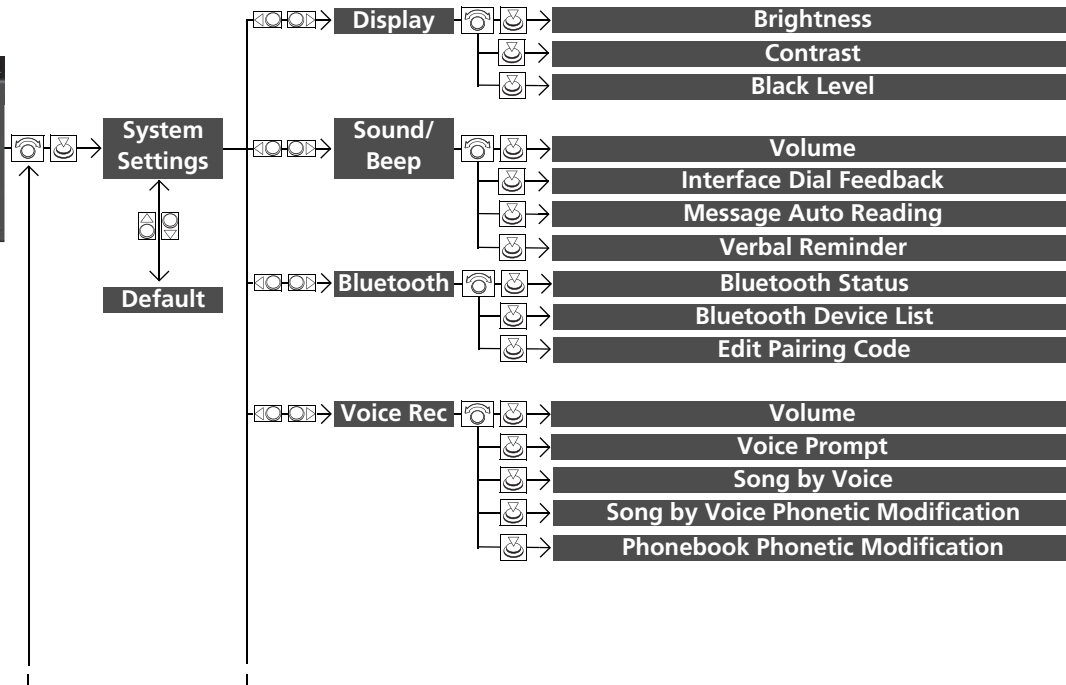 Display
Brightness
Contrast
Black Level
System
Settings
Default
Sound/
Beep
Volume
Interface Dial Feedback
Message Auto Reading
Verbal Reminder
Bluetooth
Bluetooth Status
Bluetooth Device List
Edit Pairing Code
Voice Rec
Volume
Voice Prompt
Song by Voice
Song by Voice Phonetic Modification
Phonebook Phonetic Modification